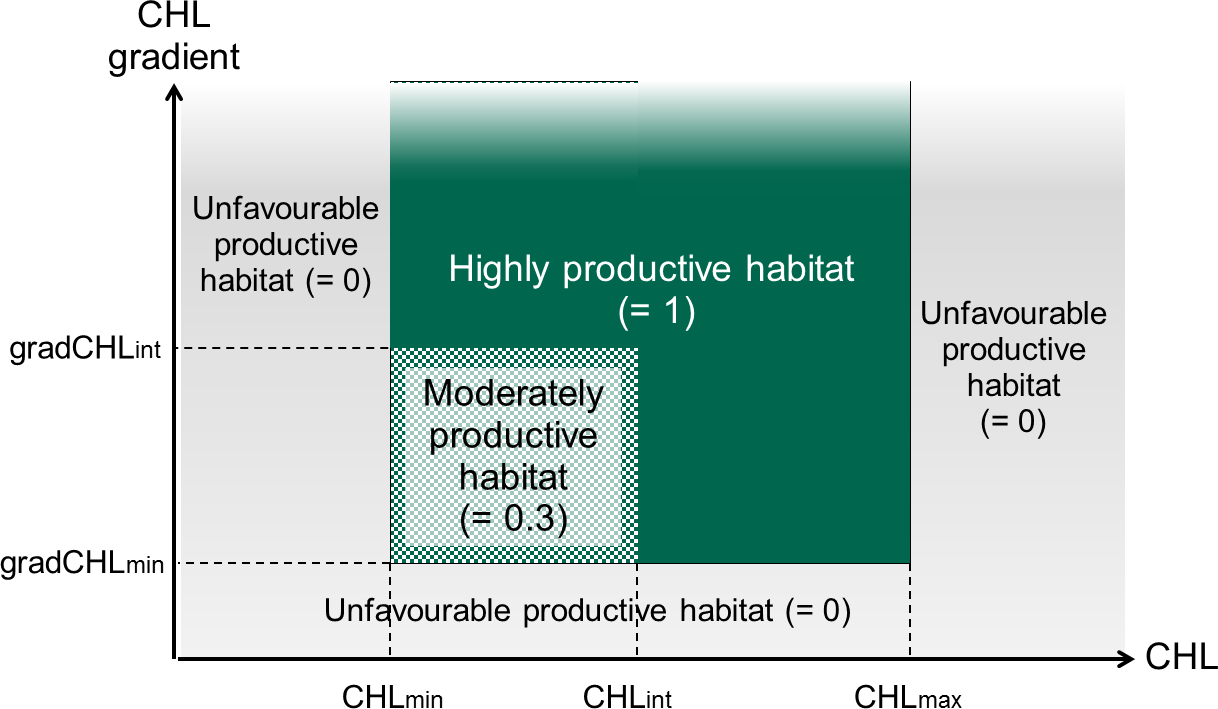 CHL
gradient
Unfavourable
productive
habitat (= 0)
Highly productive habitat
(= 1)
Unfavourable
productive
habitat
(= 0)
gradCHLint
Moderately
productive
habitat
(= 0.3)
gradCHLmin
Unfavourable productive habitat (= 0)
CHL
CHLmin
CHLint
CHLmax